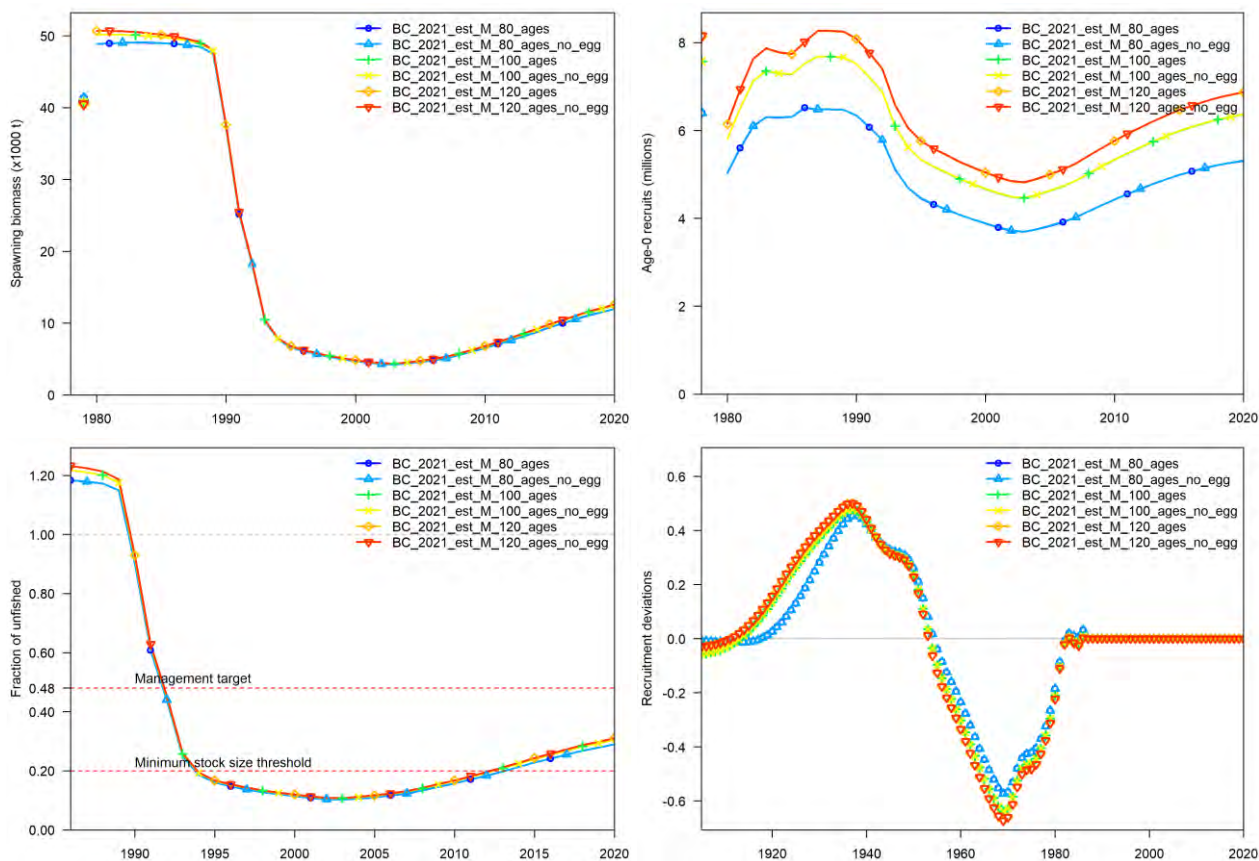 50
40
30
20
10
0
Spawning biomass (x1000 t)
1980
1990
2000
2010
2020
BC_2021_est_M_80_ages
BC_2021_est_M_80_ages_no_egg
BC_2021_est_M_100_ages
BC_2021_est_M_100_ages_no_egg
BC_2021_est_M_120_ages
BC_2021_est_M_120_ages_no_egg
8
6
4
2
0
Age-0 recruits (millions)
1980
1990
2000
2010
2020
BC_2021_est_M_80_ages
BC_2021_est_M_80_ages_no_egg
BC_2021_est_M_100_ages
BC_2021_est_M_100_ages_no_egg
BC_2021_est_M_120_ages
BC_2021_est_M_120_ages_no_egg
1.20
1.00
0.60
0.48
0.40
0.20
0.00
Fraction of unfished
Management target
Minimum stock size threshold
1990
1995
2000
2005
2010
2015
2020
BC_2021_est_M_80_ages
BC_2021_est_M_80_ages_no_egg
BC_2021_est_M_100_ages
BC_2021_est_M_100_ages_no_egg
BC_2021_est_M_120_ages
BC_2021_est_M_120_ages_no_egg
0.6
0.4
0.2
0.0
-0.2
-0.4
-0.6
Recruitment deviations
1920
1940
1960
1980
2000
2020
BC_2021_est_M_80_ages
BC_2021_est_M_80_ages_no_egg
BC_2021_est_M_100_ages
BC_2021_est_M_100_ages_no_egg
BC_2021_est_M_120_ages
BC_2021_est_M_120_ages_no_egg